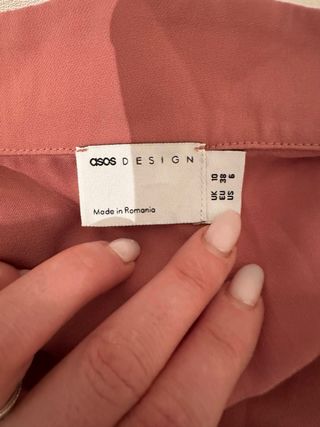 asos DESIGN
Made in Romania
UK 10
EU 38
US 6